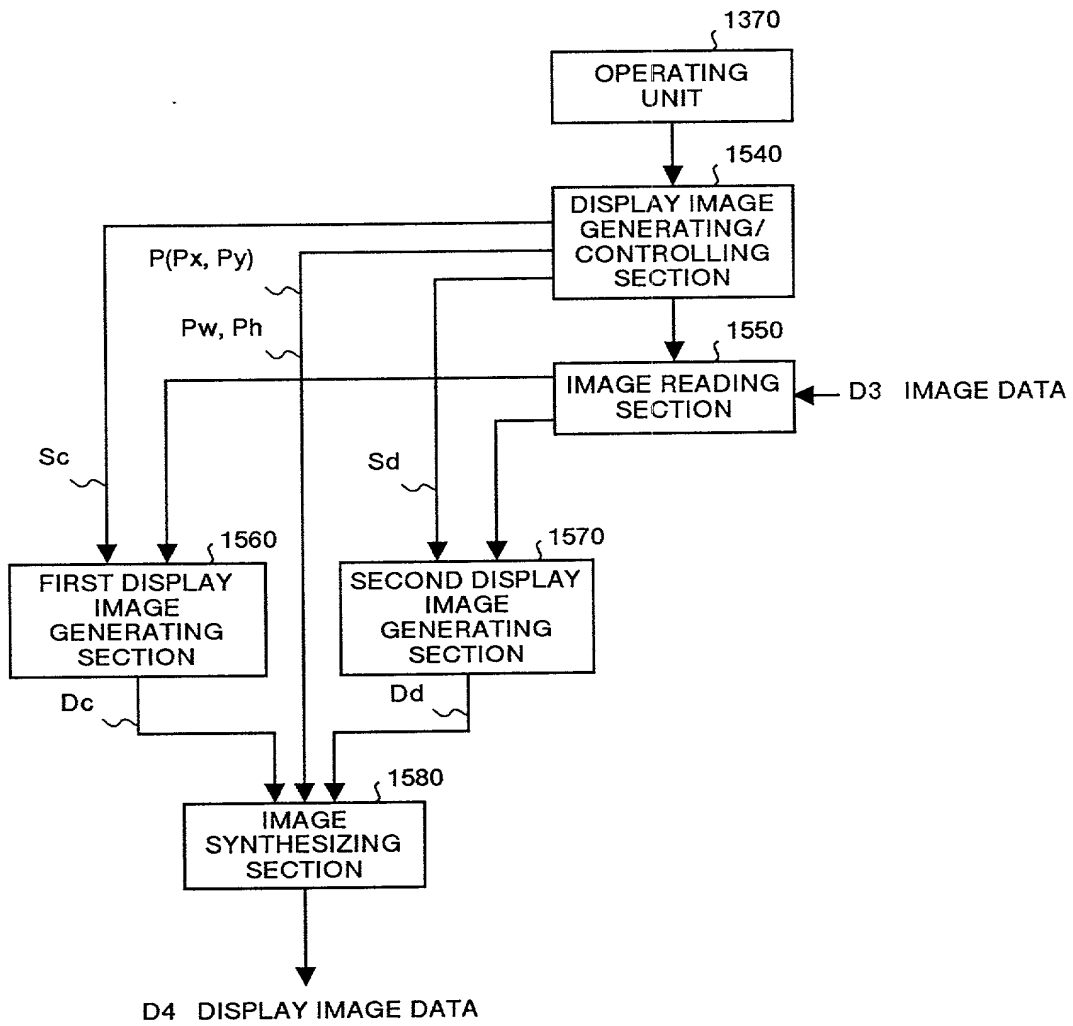 1370
OPERATING
UNIT
1540
DISPLAY IMAGE
GENERATING/
CONTROLLING
SECTION
P(Px, Py)
Pw, Ph
1550
IMAGE READING
SECTION
D3 IMAGE DATA
Sc
Sd
1560
FIRST DISPLAY
IMAGE
GENERATING
SECTION
1570
SECOND DISPLAY
IMAGE
GENERATING
SECTION
Dc
Dd
1580
IMAGE
SYNTHESIZING
SECTION
D4 DISPLAY IMAGE DATA